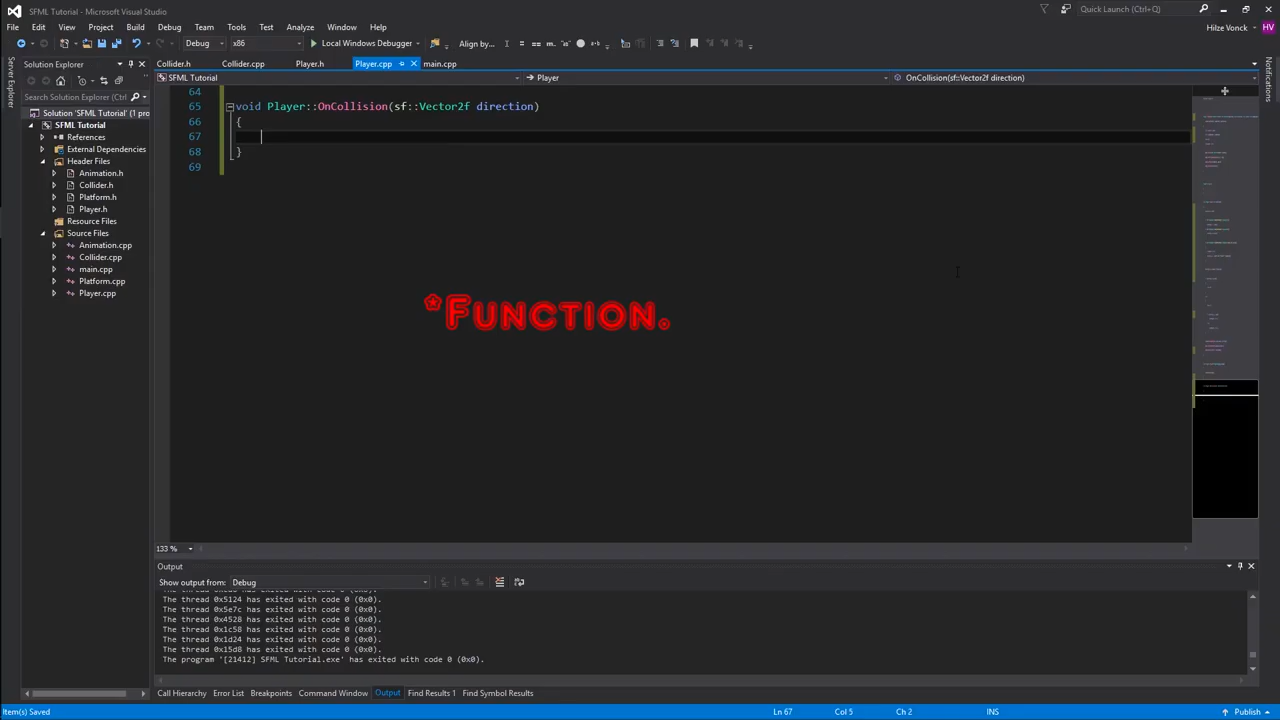 SFML Tutorial - Microsoft Visual Studio
Quick Launch (Ctrl+Q)
File Edit View Project Build Debug Team Tools Test Analyze Window Help
Hilze Vonck HV
Debug x86 Local Windows Debugger Align by...
Server Explorer
Notifications
Solution Explorer
Search Solution Explorer
Solution 'SFML Tutorial' (1 pro
SFML Tutorial
References
External Dependencies
Header Files
Animation.h
Collider.h
Platform.h
Player.h
Resource Files
Source Files
Animation.cpp
Collider.cpp
main.cpp
Platform.cpp
Player.cpp
Collider.h Collider.cpp Player.h Player.cpp main.cpp
SFML Tutorial Player OnCollision(sf::Vector2f direction)
64
65 void Player::OnCollision(sf::Vector2f direction)
66 {
67
68 }
69
*Function.
133 %
Output
Show output from: Debug
The thread 0x5124 has exited with code 0 (0x0).
The thread 0x5e7c has exited with code 0 (0x0).
The thread 0x4528 has exited with code 0 (0x0).
The thread 0x1c58 has exited with code 0 (0x0).
The thread 0x1d24 has exited with code 0 (0x0).
The thread 0x15d8 has exited with code 0 (0x0).
The program '[21412] SFML Tutorial.exe' has exited with code 0 (0x0).
Call Hierarchy Error List Breakpoints Command Window Output Find Results 1 Find Symbol Results
Item(s) Saved Ln 67 Col 5 Ch 2 INS Publish